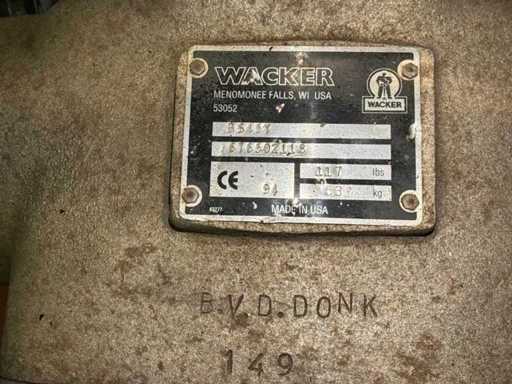 WACKER
MENOMONEE FALLS, WI USA
53052
WACKER
117 lbs
CE 94
kg
MADE IN USA
B.V.D.DONK
149